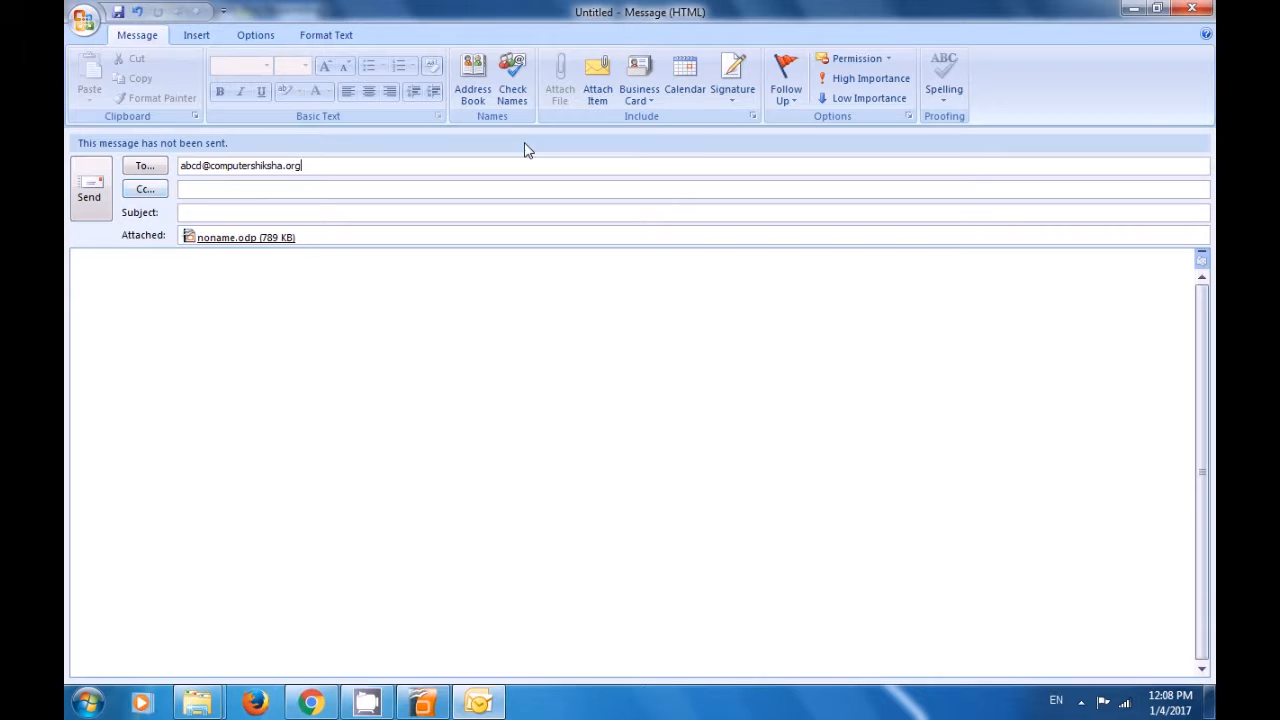 Untitled - Message (HTML)
Message Insert Options Format Text
Cut
Copy
Format Painter
Paste
Clipboard
B I U
ab
A
Basic Text
Address Book
Check Names
Names
Attach File
Attach Item
Business Card
Calendar
Signature
Include
Follow Up
Permission
High Importance
Low Importance
Options
ABC
Spelling
Proofing
This message has not been sent.
Send
To... abcd@computershiksha.org
Cc...
Subject:
Attached: noname.odp (789 KB)
EN
12:08 PM
1/4/2017